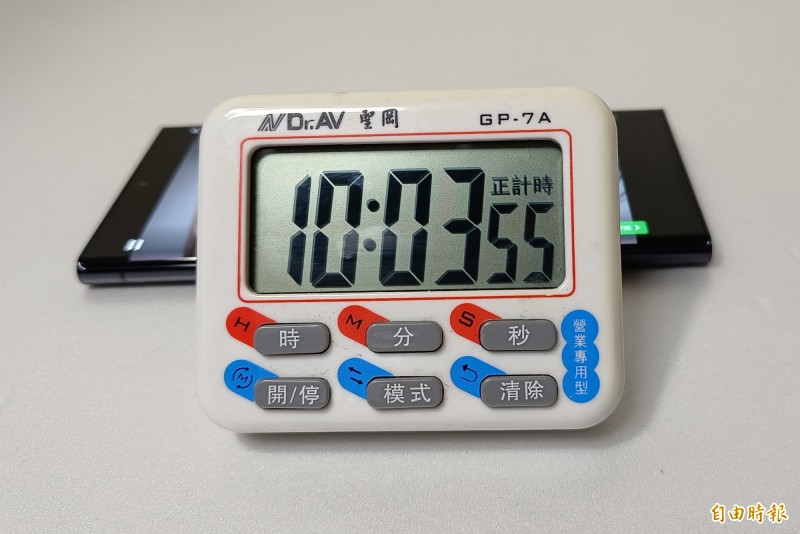 Dr.AV 聖岡 GP-7A
正計時
10:03 55
H 時 M 分 S 秒
M 開/停 模式 清除
營業專用型
自由時報